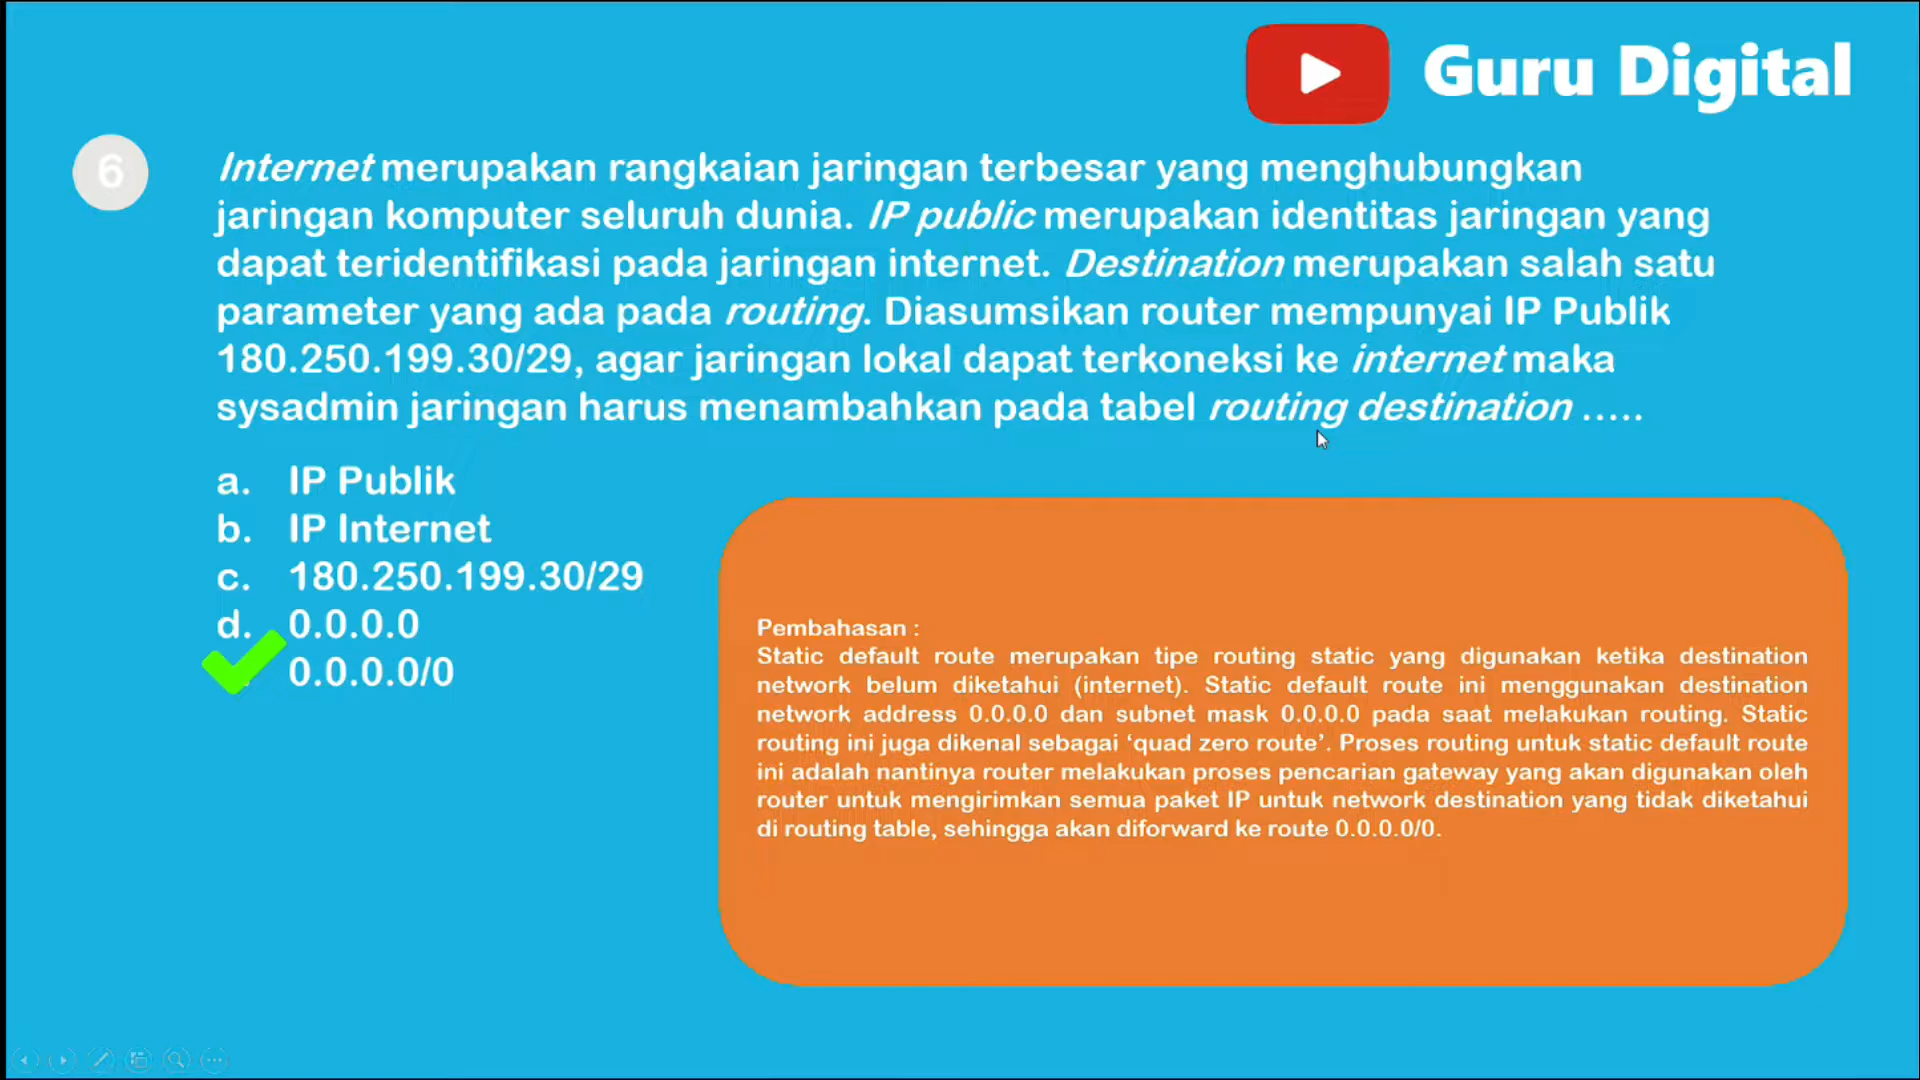 Guru Digital
6
Internet merupakan rangkaian jaringan terbesar yang menghubungkan
jaringan komputer seluruh dunia. IP public merupakan identitas jaringan yang
dapat teridentifikasi pada jaringan internet. Destination merupakan salah satu
parameter yang ada pada routing. Diasumsikan router mempunyai IP Publik
180.250.199.30/29, agar jaringan lokal dapat terkoneksi ke internet maka
sysadmin jaringan harus menambahkan pada tabel routing destination .....
a. IP Publik
b. IP Internet
c. 180.250.199.30/29
d. 0.0.0.0
0.0.0.0/0
Pembahasan :
Static default route merupakan tipe routing static yang digunakan ketika destination
network belum diketahui (internet). Static default route ini menggunakan destination
network address 0.0.0.0 dan subnet mask 0.0.0.0 pada saat melakukan routing. Static
routing ini juga dikenal sebagai ‘quad zero route’. Proses routing untuk static default route
ini adalah nantinya router melakukan proses pencarian gateway yang akan digunakan oleh
router untuk mengirimkan semua paket IP untuk network destination yang tidak diketahui
di routing table, sehingga akan diforward ke route 0.0.0.0/0.